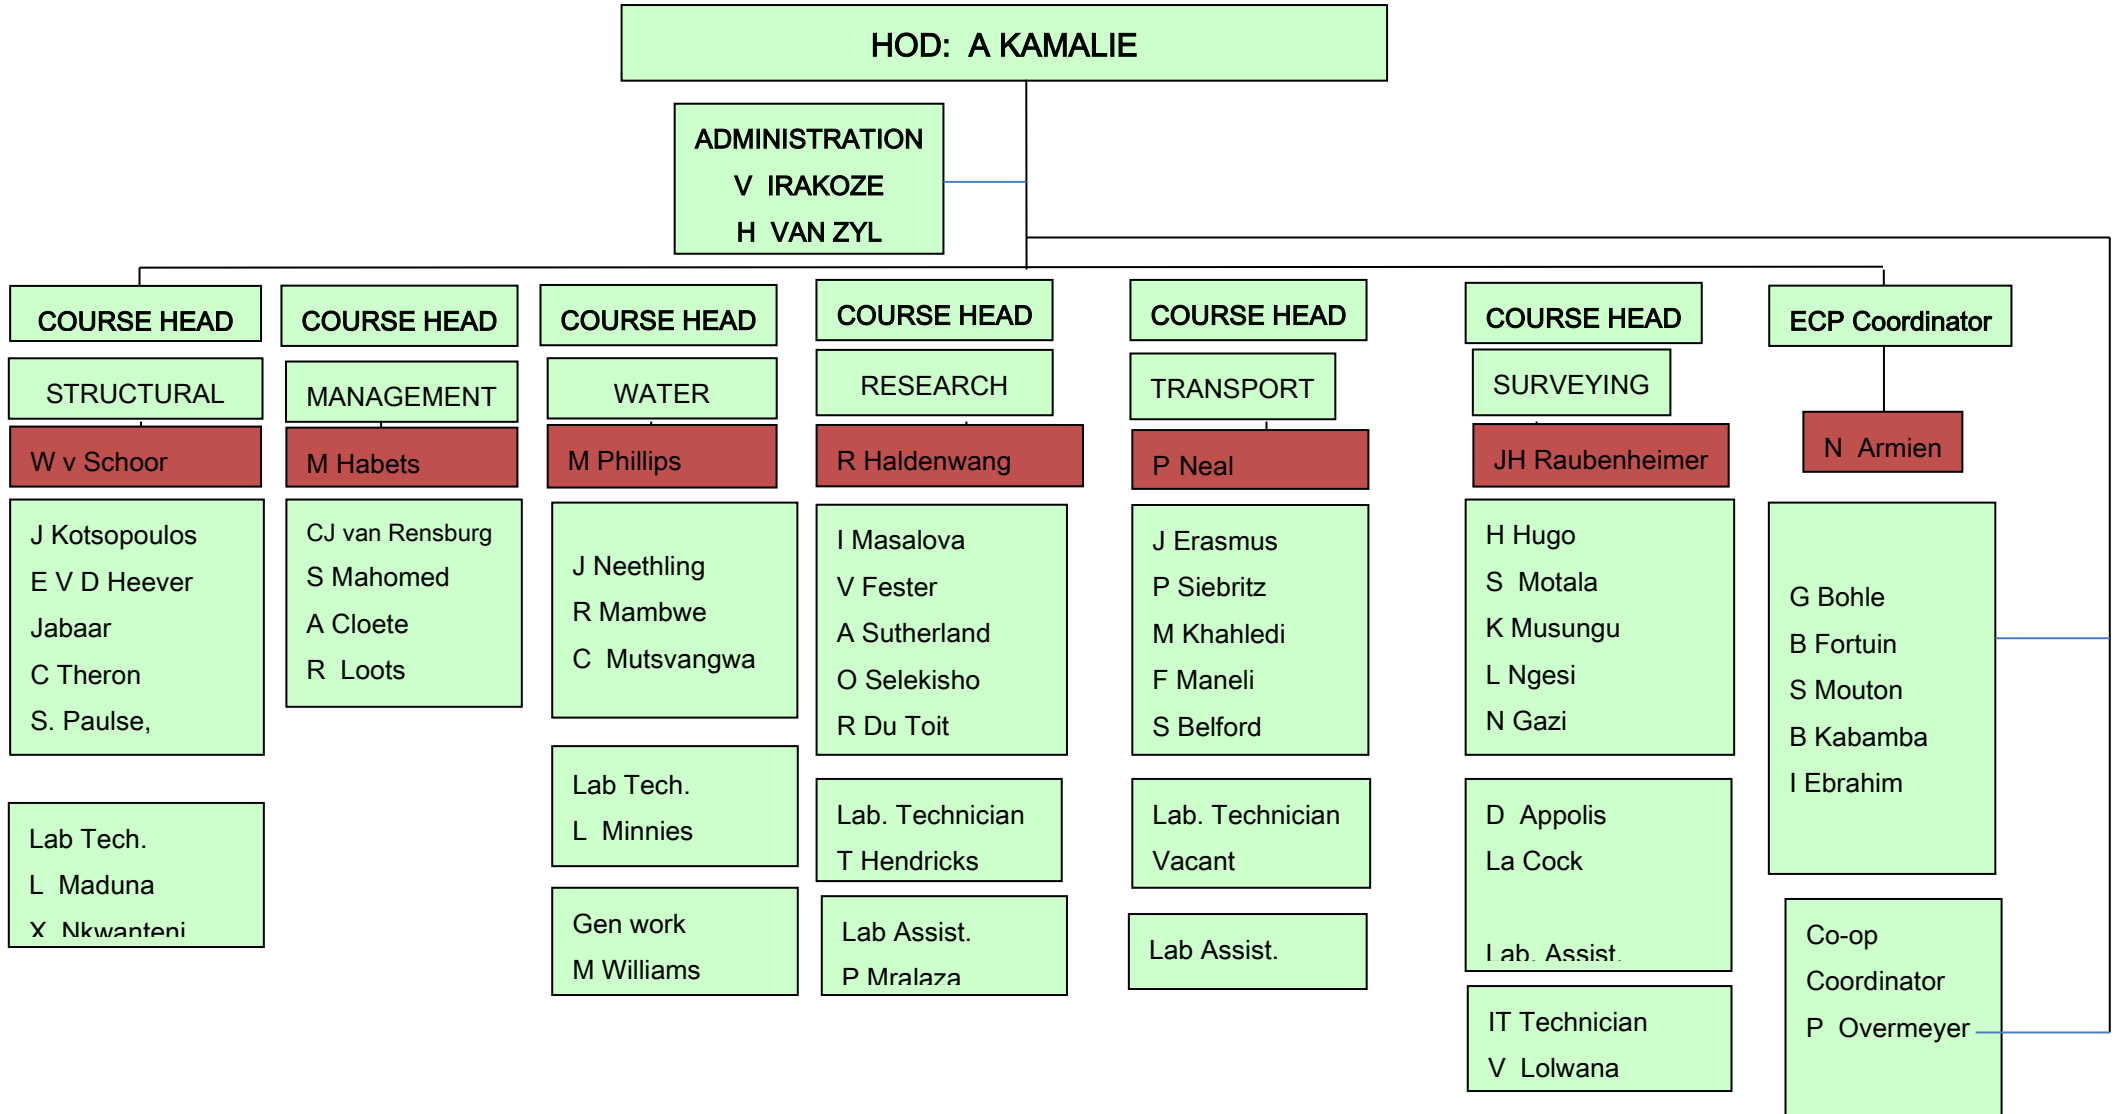 HOD: A KAMALIE
ADMINISTRATION
V IRAKOZE
H VAN ZYL
COURSE HEAD
STRUCTURAL
W v Schoor
J Kotsopoulos
E V D Heever
Jabaar
C Theron
S. Paulse,
Lab Tech.
L Maduna
X Nkwanteni
COURSE HEAD
MANAGEMENT
M Habets
CJ van Rensburg
S Mahomed
A Cloete
R Loots
COURSE HEAD
WATER
M Phillips
J Neethling
R Mambwe
C Mutsvangwa
Lab Tech.
L Minnies
Gen work
M Williams
COURSE HEAD
RESEARCH
R Haldenwang
I Masalova
V Fester
A Sutherland
O Selekisho
R Du Toit
Lab. Technician
T Hendricks
Lab Assist.
P Mralaza
COURSE HEAD
TRANSPORT
P Neal
J Erasmus
P Siebritz
M Khahledi
F Maneli
S Belford
Lab. Technician
Vacant
Lab Assist.
COURSE HEAD
SURVEYING
JH Raubenheimer
H Hugo
S Motala
K Musungu
L Ngesi
N Gazi
D Appolis
La Cock
Lab. Assist.
IT Technician
V Lolwana
ECP Coordinator
N Armien
G Bohle
B Fortuin
S Mouton
B Kabamba
I Ebrahim
Co-op
Coordinator
P Overmeyer